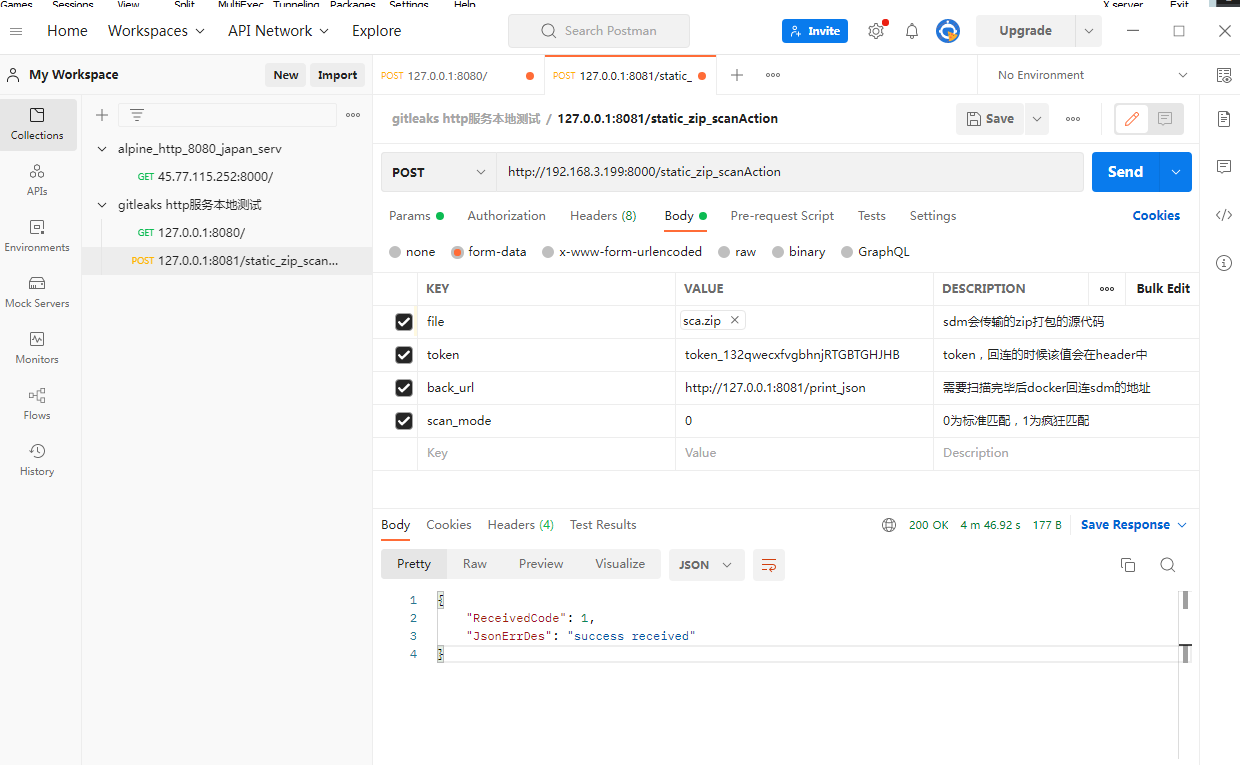 Games Sessions View Split MultiExec Tunneling Packages Settings Help X server Exit
Home Workspaces API Network Explore Search Postman Invite Upgrade
My Workspace New Import POST 127.0.0.1:8080/ POST 127.0.0.1:8081/static_ No Environment
Collections
APIs
Environments
Mock Servers
Monitors
Flows
History
alpine_http_8080_japan_serv
GET 45.77.115.252:8000/
gitleaks http服务本地测试
GET 127.0.0.1:8080/
POST 127.0.0.1:8081/static_zip_scan...
gitleaks http服务本地测试 / 127.0.0.1:8081/static_zip_scanAction Save
POST http://192.168.3.199:8000/static_zip_scanAction Send
Params Authorization Headers (8) Body Pre-request Script Tests Settings Cookies
none form-data x-www-form-urlencoded raw binary GraphQL
KEY VALUE DESCRIPTION Bulk Edit
file sca.zip sdm会传输的zip打包的源代码
token token_132qwecxfvgbhnjRTGBTGHJHB token，回连的时候该值会在header中
back_url http://127.0.0.1:8081/print_json 需要扫描完毕后docker回连sdm的地址
scan_mode 0 0为标准匹配，1为疯狂匹配
Key Value Description
Body Cookies Headers (4) Test Results 200 OK 4 m 46.92 s 177 B Save Response
Pretty Raw Preview Visualize JSON
1 {
2 "ReceivedCode": 1,
3 "JsonErrDes": "success received"
4 }